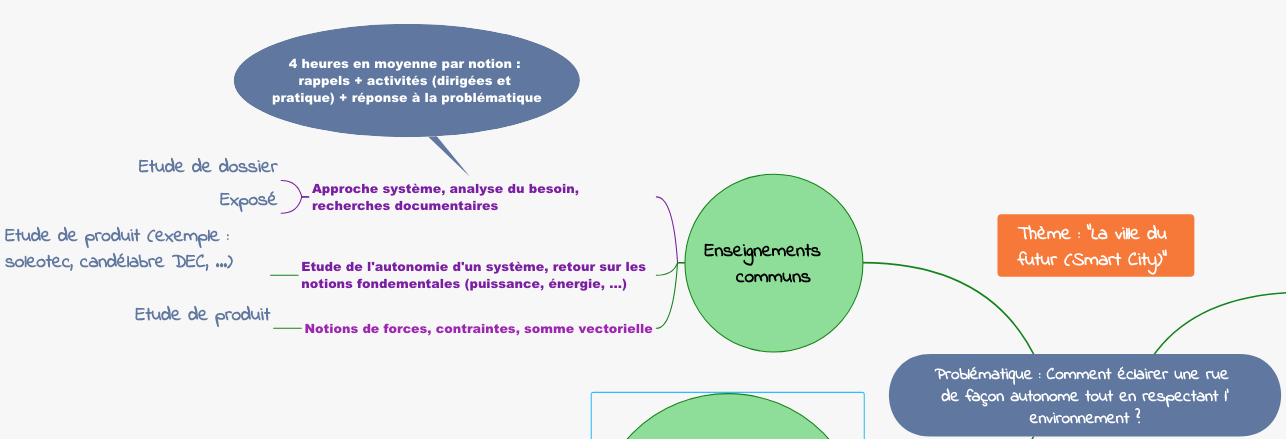 4 heures en moyenne par notion :
rappels + activités (dirigées et
pratique) + réponse à la problématique
Etude de dossier
Exposé
Approche système, analyse du besoin,
recherches documentaires
Etude de produit (exemple :
soleotec, candélabre DEC, ...)
Etude de l'autonomie d'un système, retour sur les
notions fondementales (puissance, énergie, ...)
Etude de produit
Notions de forces, contraintes, somme vectorielle
Enseignements
communs
Thème : "La ville du
futur (Smart City)"
Problématique : Comment éclairer une rue
de façon autonome tout en respectant l'
environnement ?